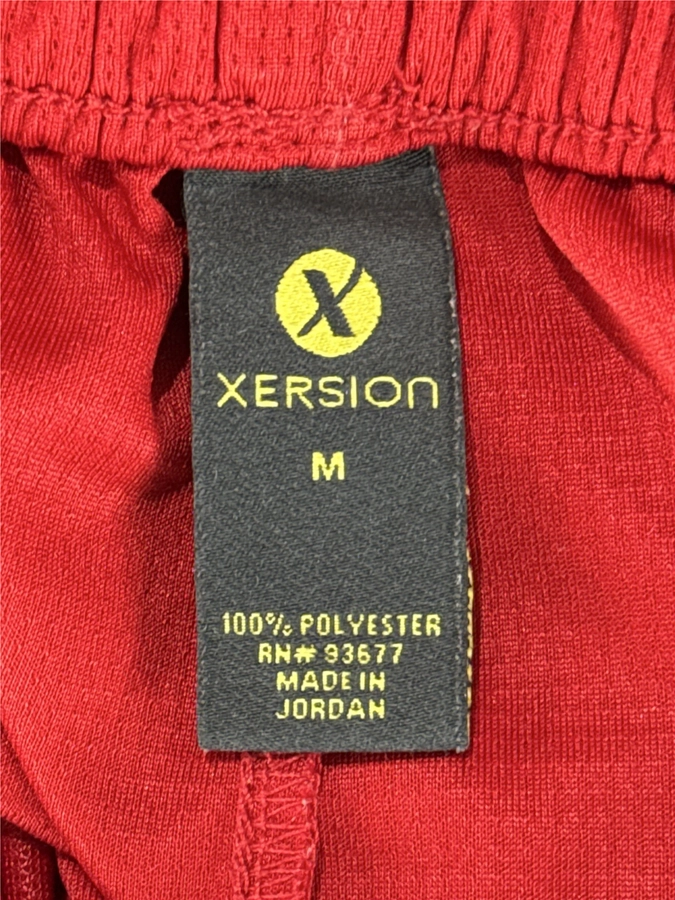 X
XERSION
M
100% POLYESTER
RN# 93677
MADE IN
JORDAN